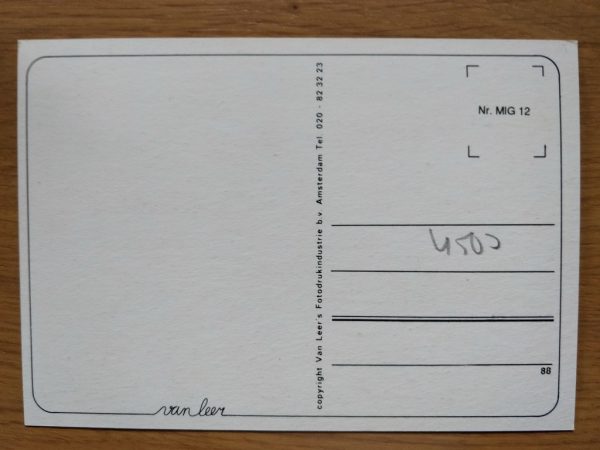 Nr. MIG 12
copyright Van Leer's Fotodrukindustrie b.v. Amsterdam Tel. 020 - 82 32 23
4500
88
van leer